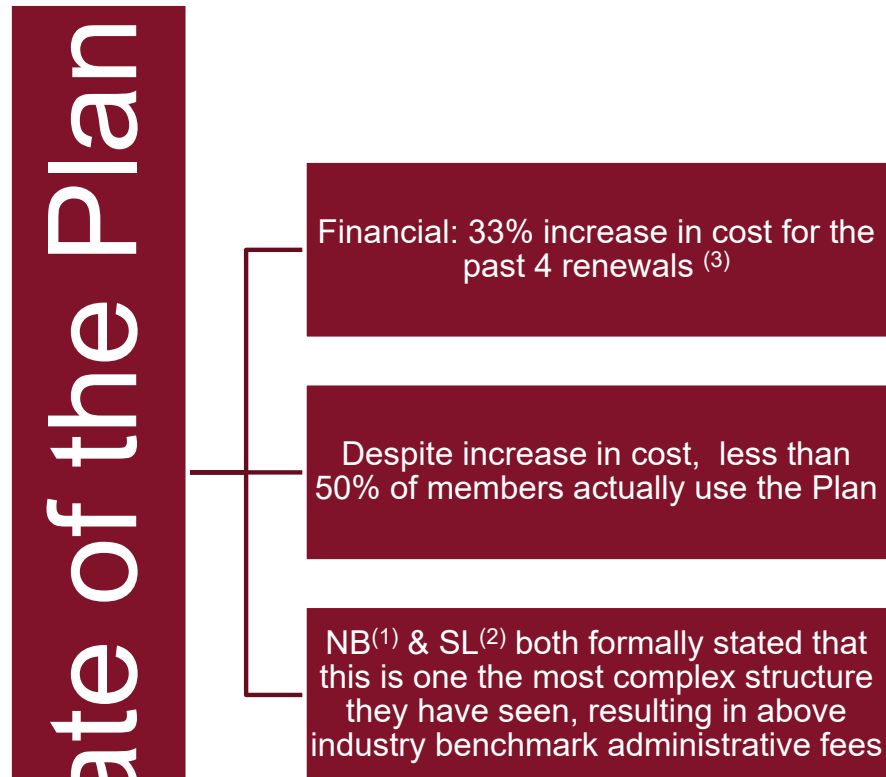 ate of the Plan
Financial: 33% increase in cost for the
past 4 renewals (3)
Despite increase in cost,  less than
50% of members actually use the Plan
NB(1) & SL(2) both formally stated that
this is one the most complex structure
they have seen, resulting in above
industry benchmark administrative fees